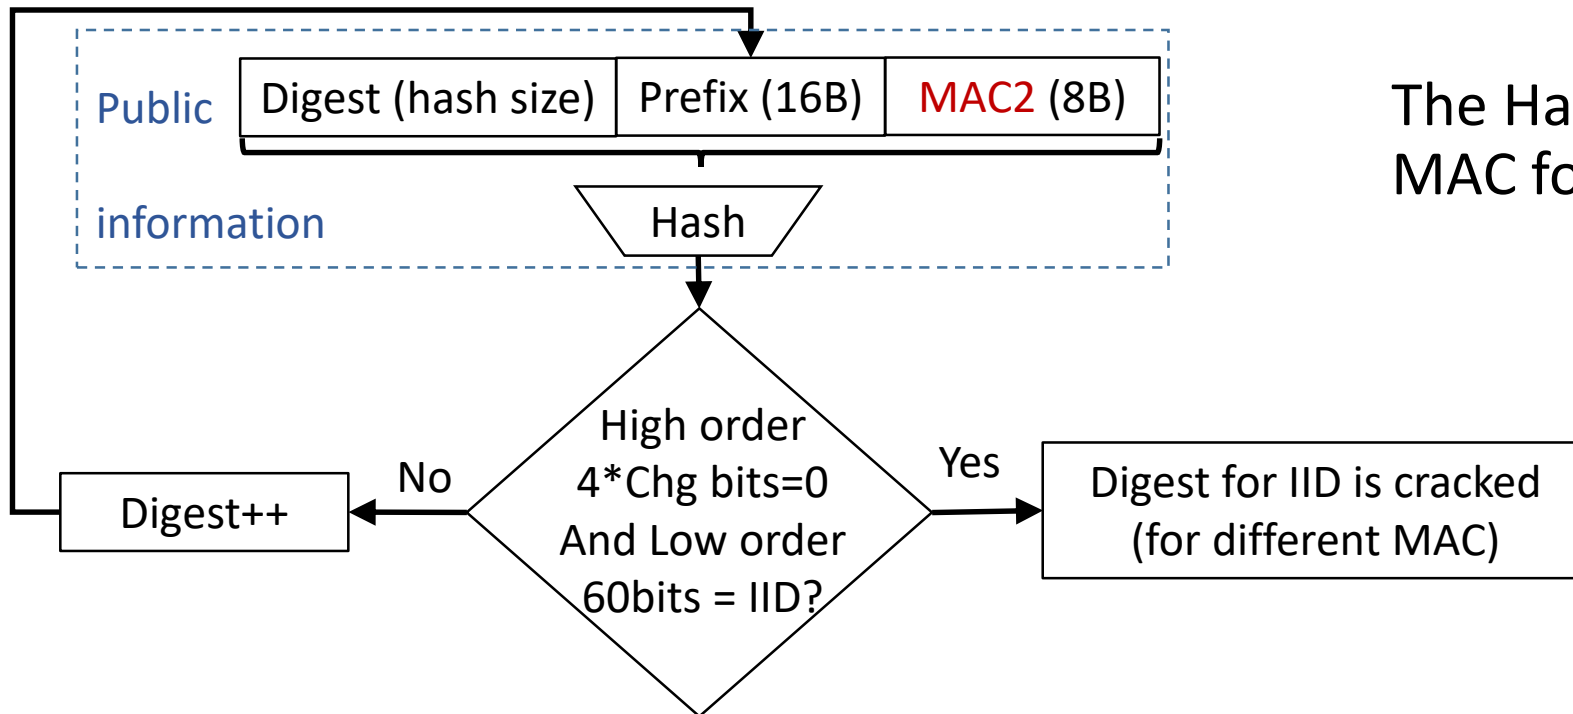 Public
Digest (hash size)
Prefix (16B)
MAC2 (8B)
The Ha
MAC fo
information
Hash
High order
4*Chg bits=0
And Low order
60bits = IID?
No
Yes
Digest++
Digest for IID is cracked
(for different MAC)